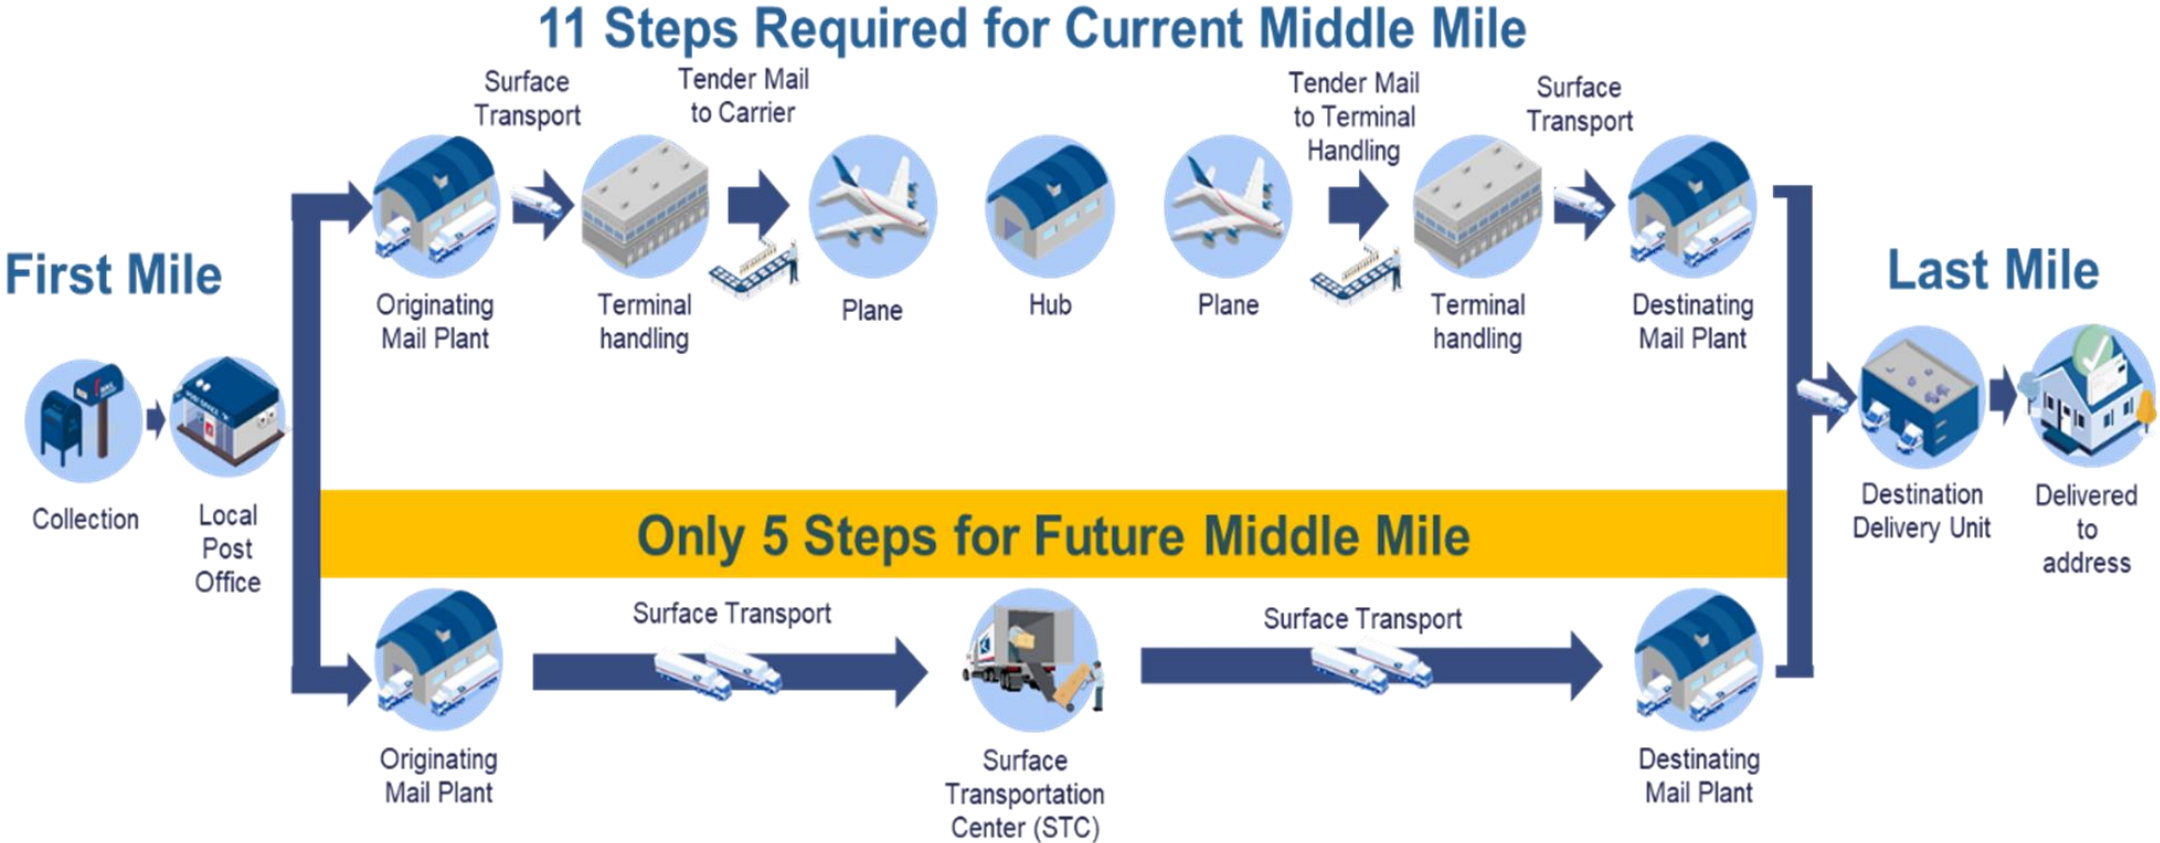 11 Steps Required for Current Middle Mile
Surface
Transport
Tender Mail
to Carrier
Tender Mail
to Terminal
Handling
Surface
Transport
Originating
Mail Plant
Terminal
handling
Plane
Hub
Plane
Terminal
handling
Destinating
Mail Plant
First Mile
Collection
POST OFFICE
Local
Post
Office
Last Mile
Destination
Delivery Unit
Delivered
to
address
Only 5 Steps for Future Middle Mile
Surface Transport
Surface Transport
Originating
Mail Plant
Surface
Transportation
Center (STC)
Destinating
Mail Plant